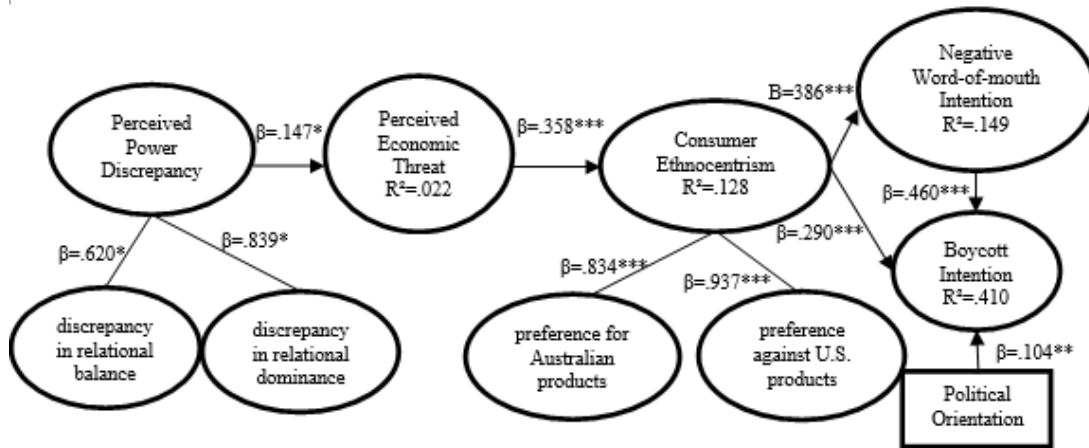 Perceived
Power
Discrepancy
β=.147*
Perceived
Economic
Threat
R²=.022
β=.358***
Consumer
Ethnocentrism
R²=.128
B=386***
Negative
Word-of-mouth
Intention
R²=.149
β=.460***
β=.290***
Boycott
Intention
R²=.410
β=.104**
Political
Orientation
β=.620*
β=.839*
discrepancy
in relational
balance
discrepancy
in relational
dominance
β=.834***
β=.937***
preference for
Australian
products
preference
against U.S.
products